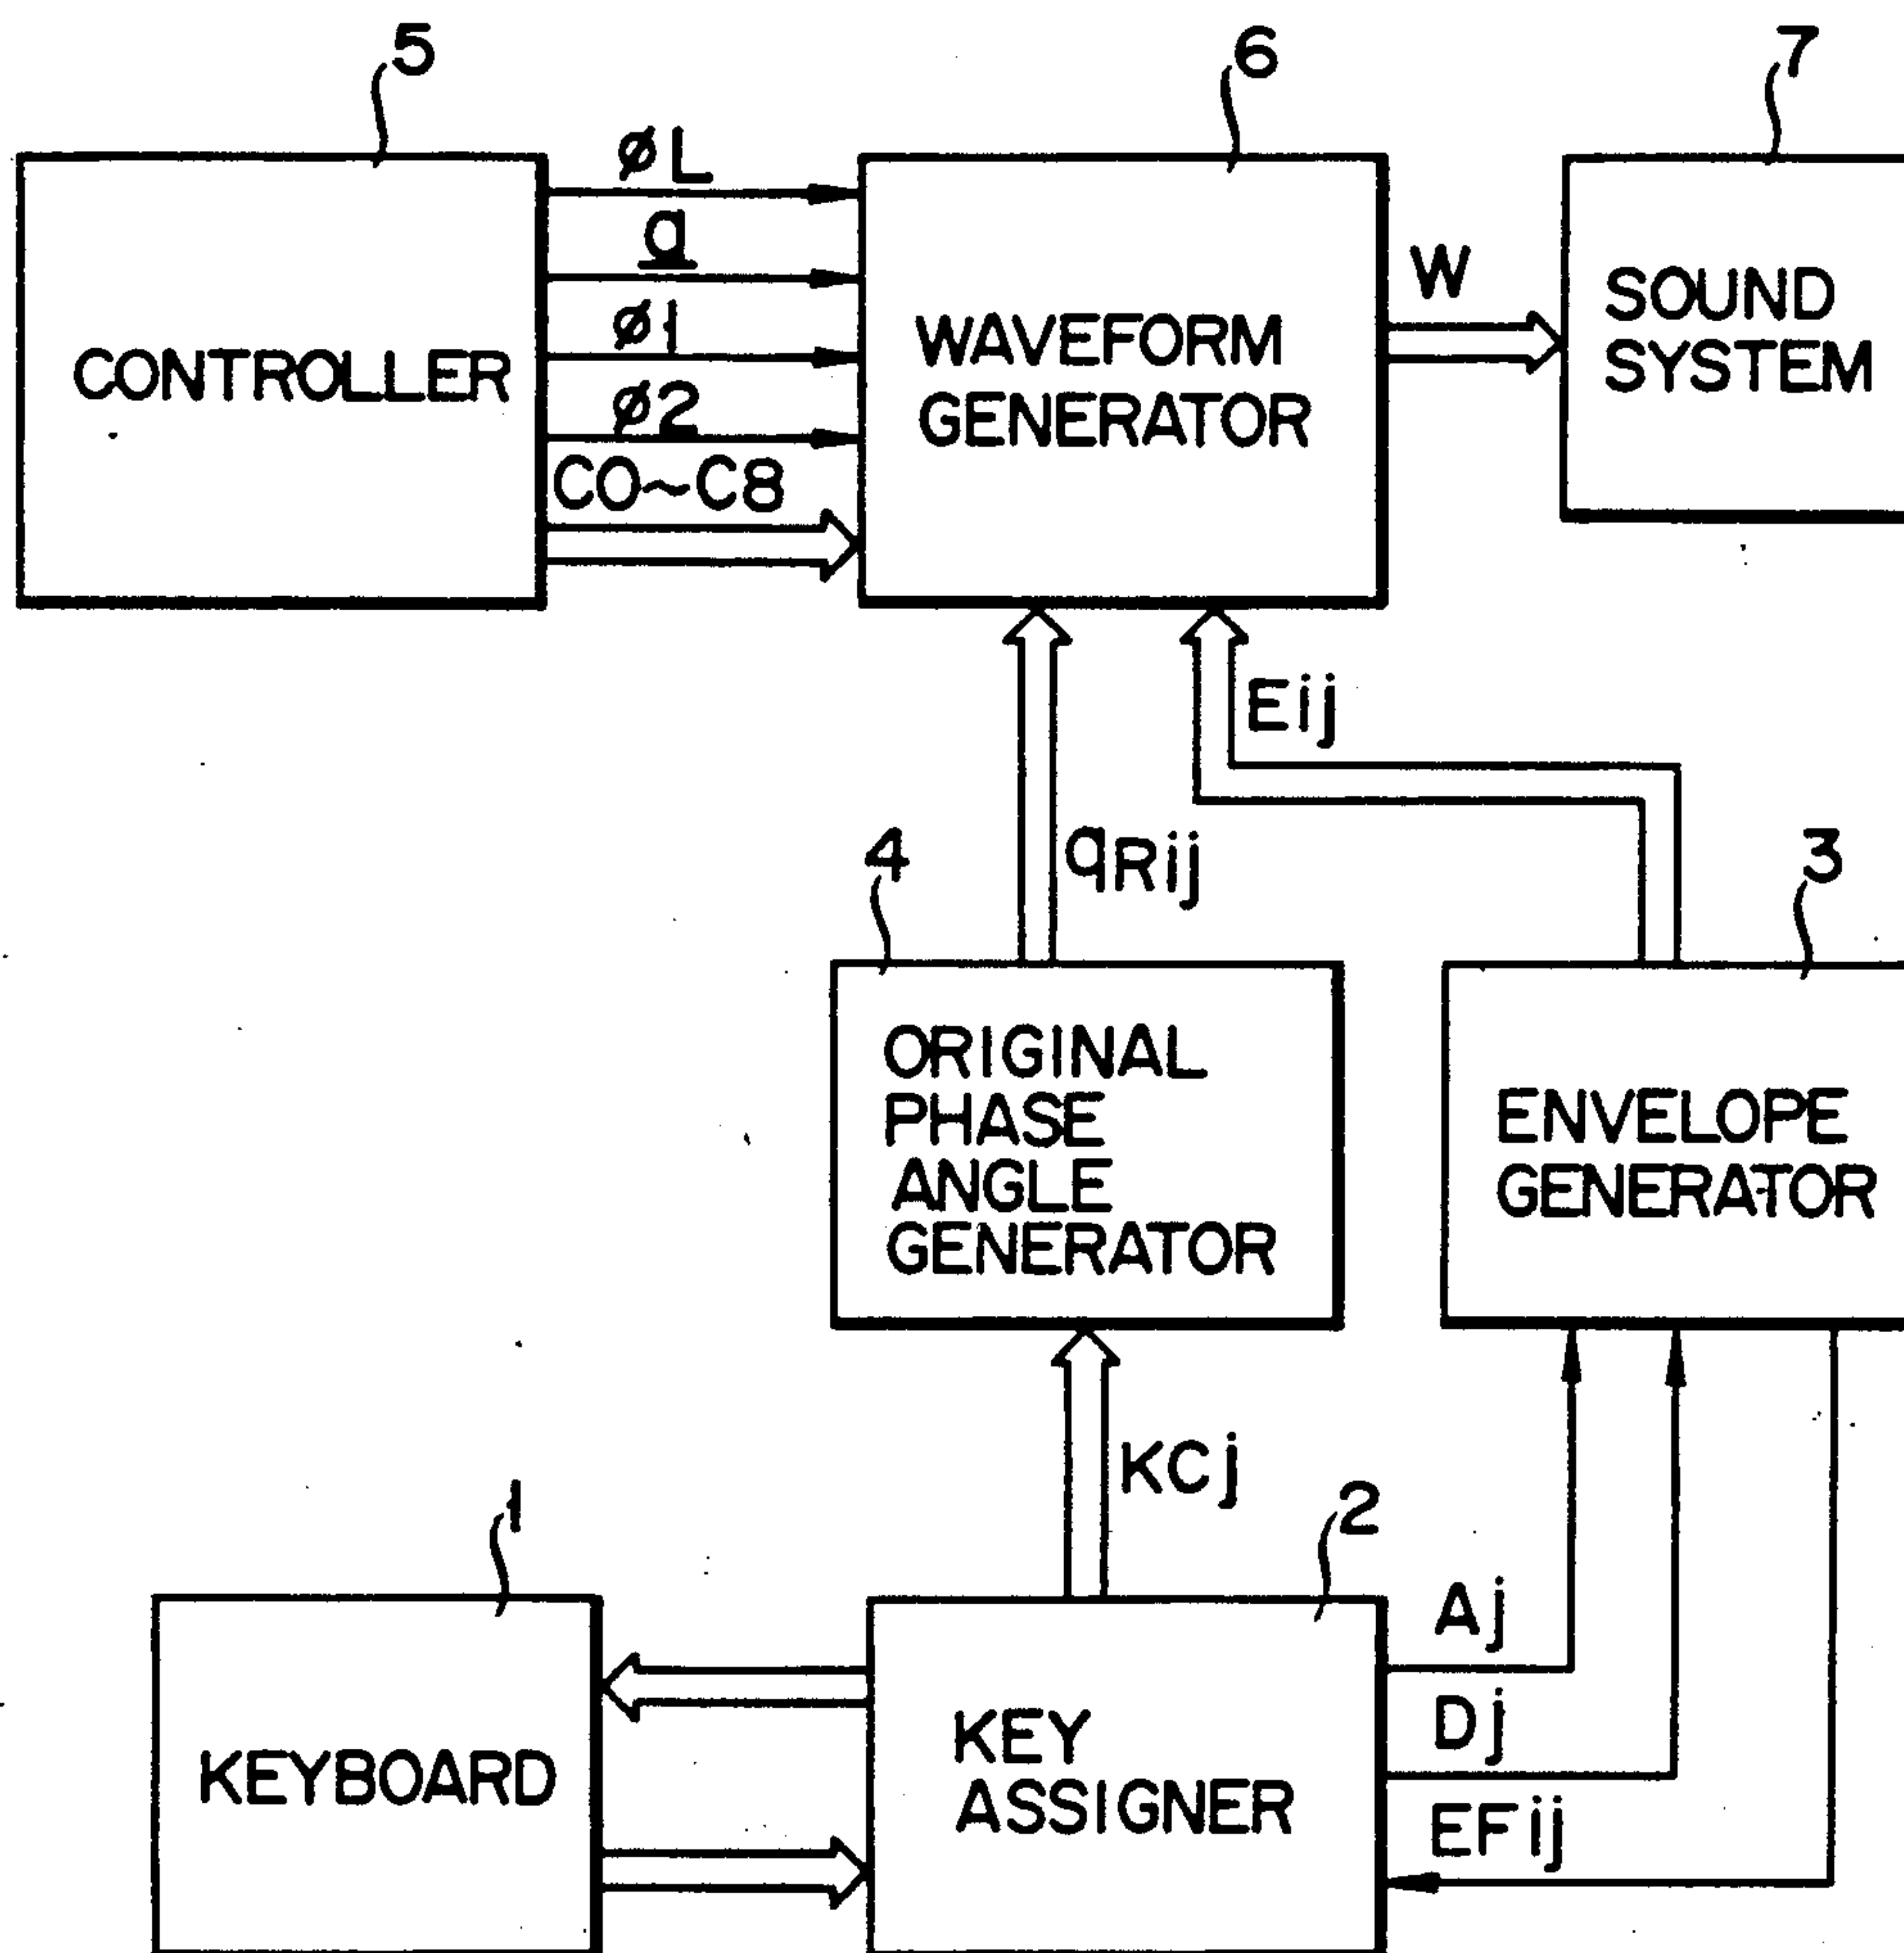 5
6
7
øL
a
ø1
ø2
C0~C8
CONTROLLER
WAVEFORM
GENERATOR
W
SOUND
SYSTEM
Eij
qRij
4
3
ORIGINAL
PHASE
ANGLE
GENERATOR
ENVELOPE
GENERATOR
KCj
1
2
Aj
Dj
EFij
KEYBOARD
KEY
ASSIGNER